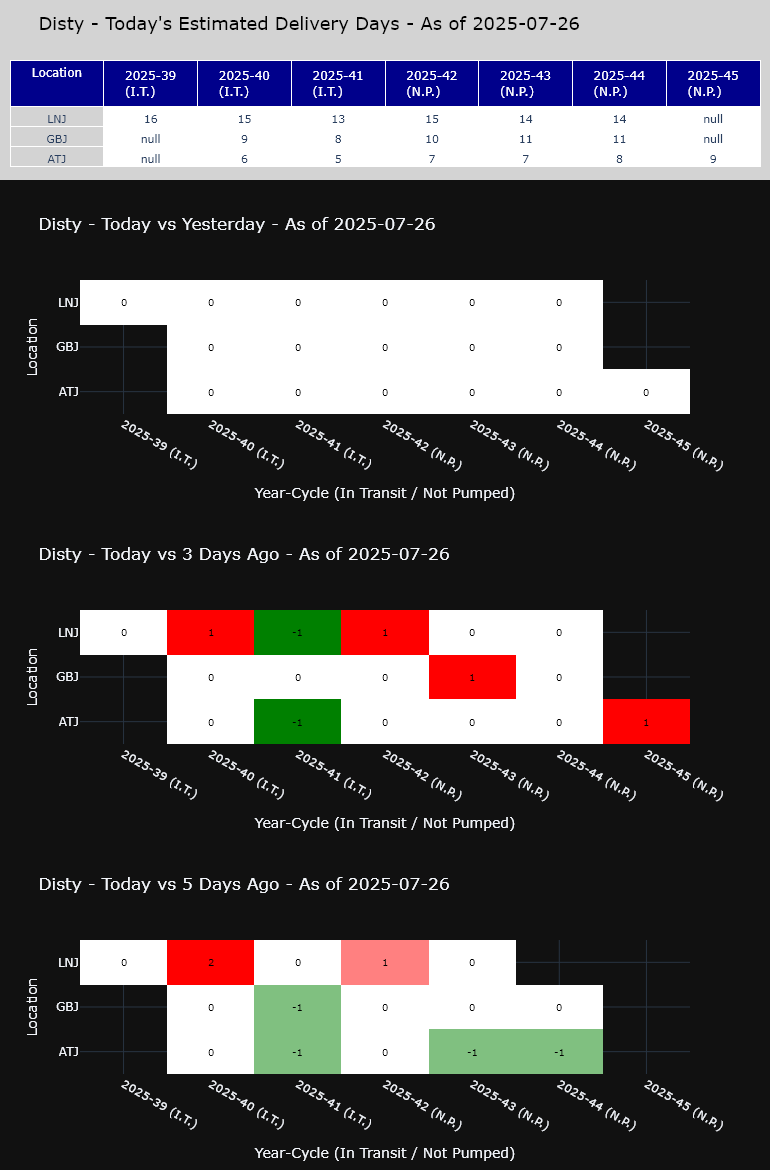 Disty - Today's Estimated Delivery Days - As of 2025-07-26
Location 2025-39 (I.T.) 2025-40 (I.T.) 2025-41 (I.T.) 2025-42 (N.P.) 2025-43 (N.P.) 2025-44 (N.P.) 2025-45 (N.P.)
LNJ 16 15 13 15 14 14 null
GBJ null 9 8 10 11 11 null
ATJ null 6 5 7 7 8 9
Disty - Today vs Yesterday - As of 2025-07-26
Location
LNJ 0 0 0 0 0 0
GBJ 0 0 0 0 0
ATJ 0 0 0 0 0 0
2025-39 (I.T.) 2025-40 (I.T.) 2025-41 (I.T.) 2025-42 (N.P.) 2025-43 (N.P.) 2025-44 (N.P.) 2025-45 (N.P.)
Year-Cycle (In Transit / Not Pumped)
Disty - Today vs 3 Days Ago - As of 2025-07-26
Location
LNJ 0 1 -1 1 0 0
GBJ 0 0 0 1 0
ATJ 0 -1 0 0 0 1
2025-39 (I.T.) 2025-40 (I.T.) 2025-41 (I.T.) 2025-42 (N.P.) 2025-43 (N.P.) 2025-44 (N.P.) 2025-45 (N.P.)
Year-Cycle (In Transit / Not Pumped)
Disty - Today vs 5 Days Ago - As of 2025-07-26
Location
LNJ 0 2 0 1 0
GBJ 0 -1 0 0 0
ATJ 0 -1 0 -1 -1
2025-39 (I.T.) 2025-40 (I.T.) 2025-41 (I.T.) 2025-42 (N.P.) 2025-43 (N.P.) 2025-44 (N.P.) 2025-45 (N.P.)
Year-Cycle (In Transit / Not Pumped)